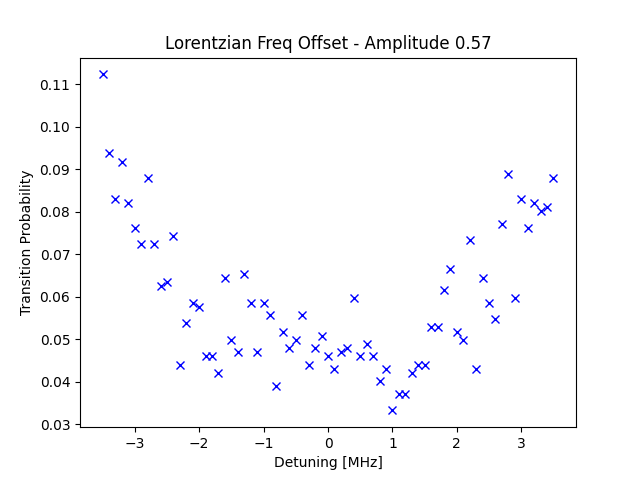 Lorentzian Freq Offset - Amplitude 0.57
Transition Probability
0.11
0.10
0.09
0.08
0.07
0.06
0.05
0.04
0.03
−3 −2 −1 0 1 2 3
Detuning [MHz]